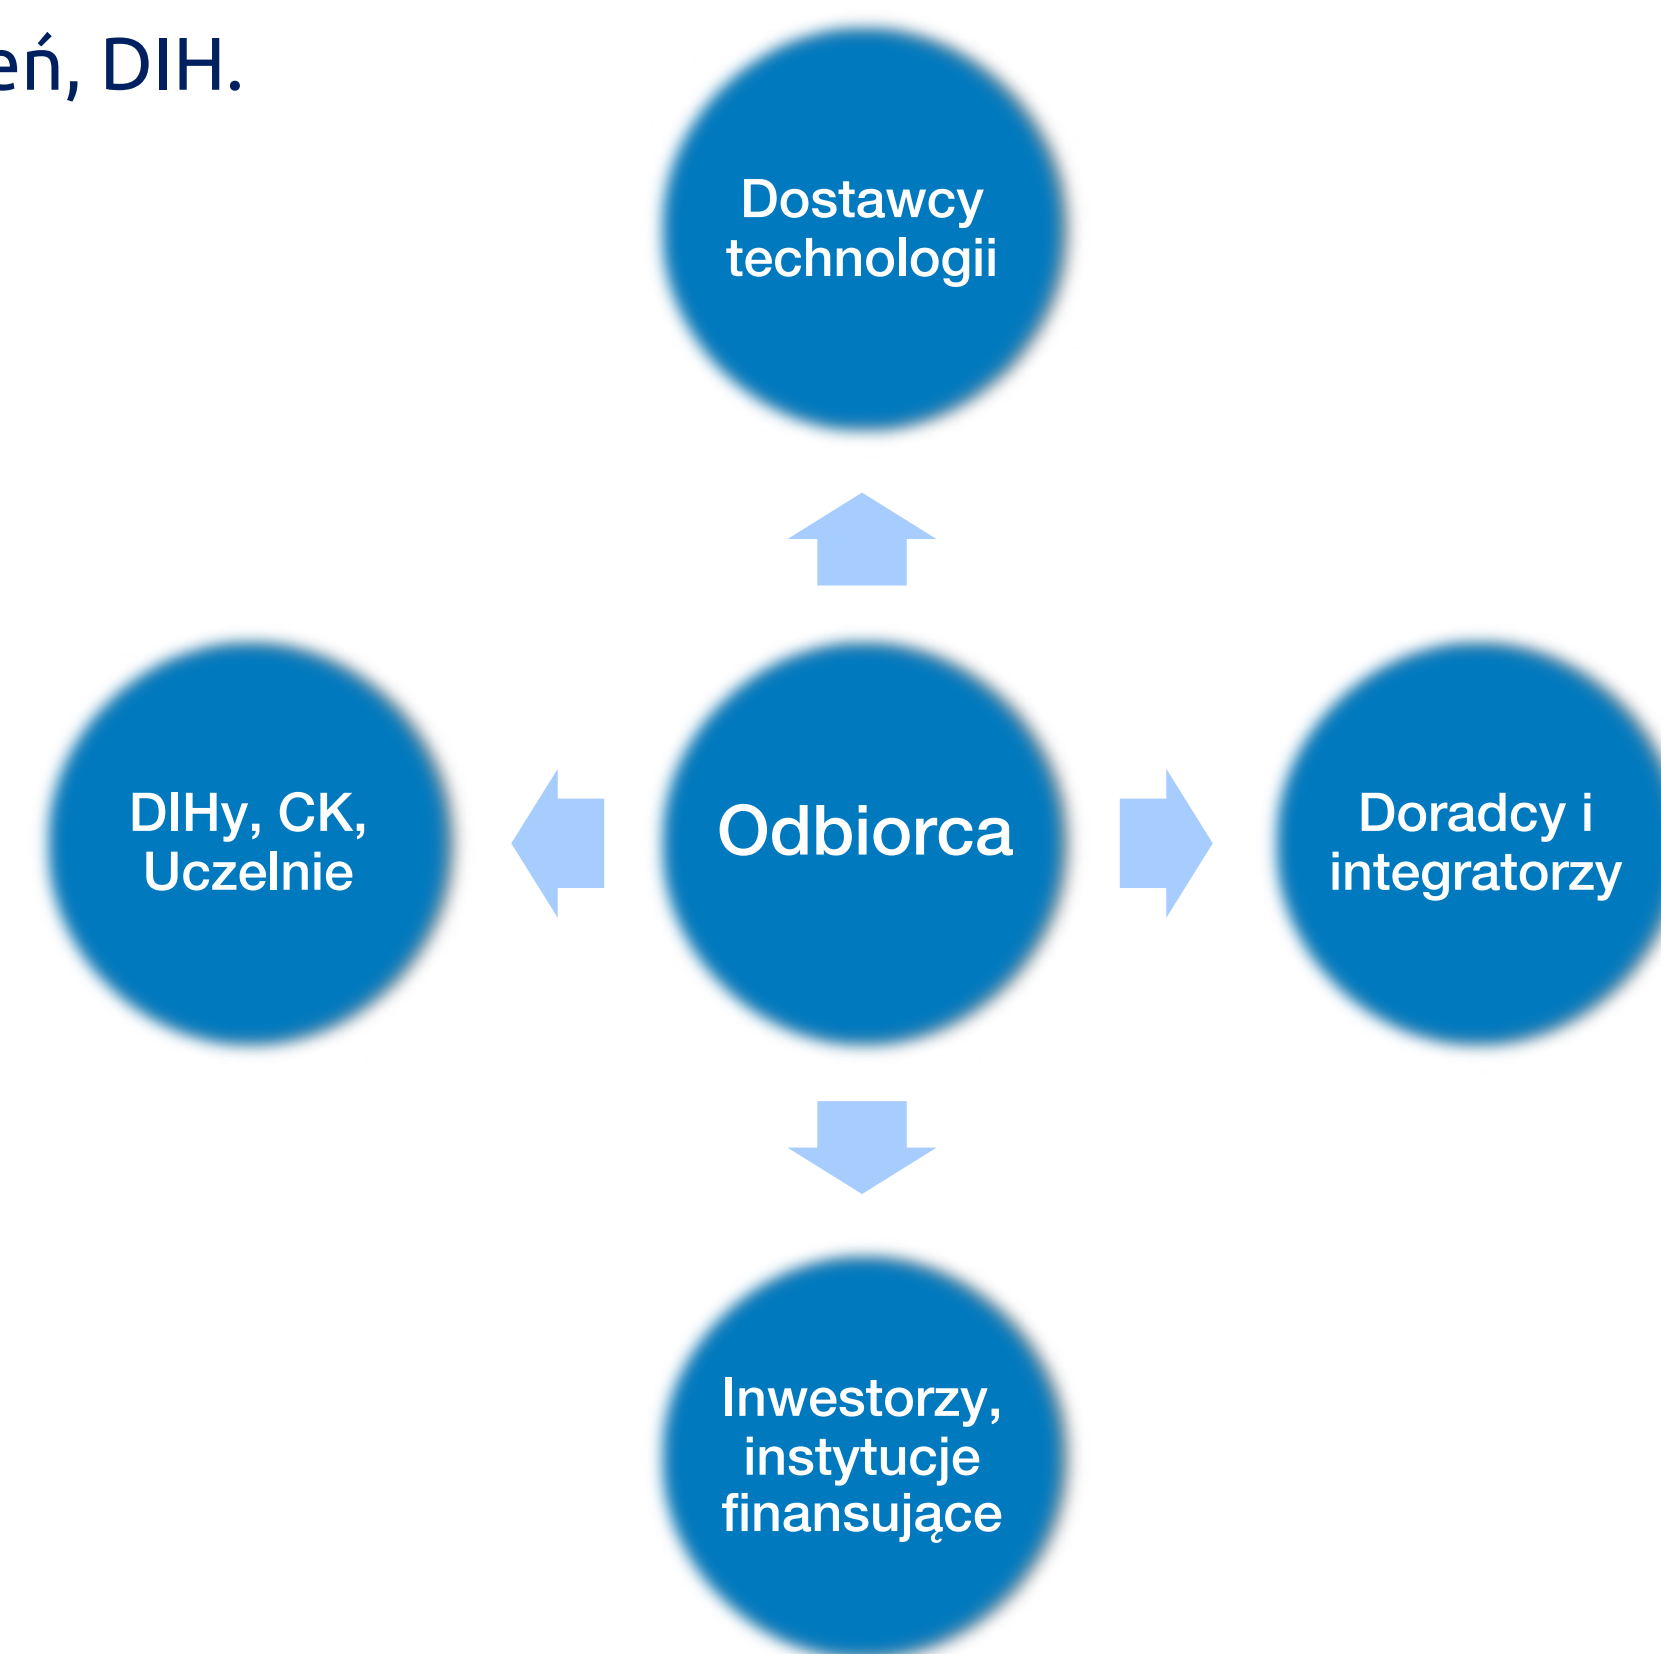 eń, DIH.
Dostawcy
technologii
DIHy, CK,
Uczelnie
Odbiorca
Doradcy i
integratorzy
Inwestorzy,
instytucje
finansujące